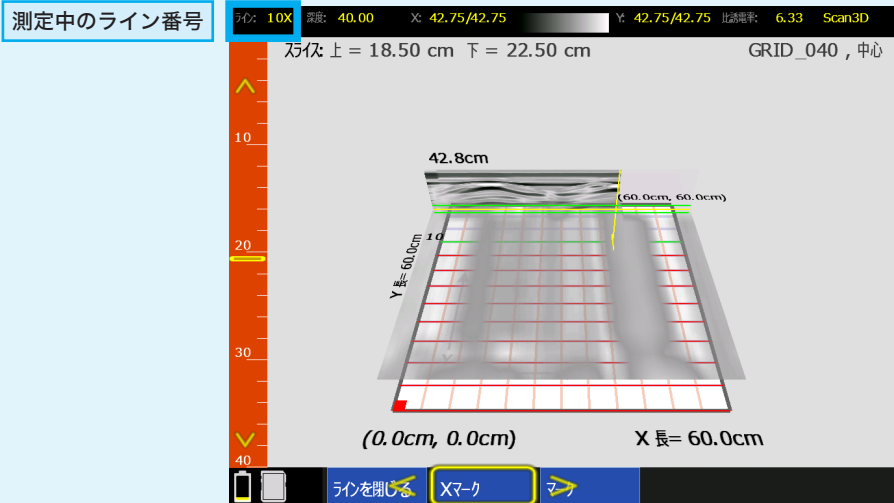 測定中のライン番号
ライン: 10X 深度: 40.00 X: 42.75/42.75 Y: 42.75/42.75 比誘電率: 6.33 Scan3D
スライス: 上 = 18.50 cm 下 = 22.50 cm GRID_040 , 中心
10
20
30
40
42.8cm
(60.0cm, 60.0cm)
10
Y 長= 60.0cm
(0.0cm, 0.0cm) X 長= 60.0cm
ラインを閉じる Xマーク マーク